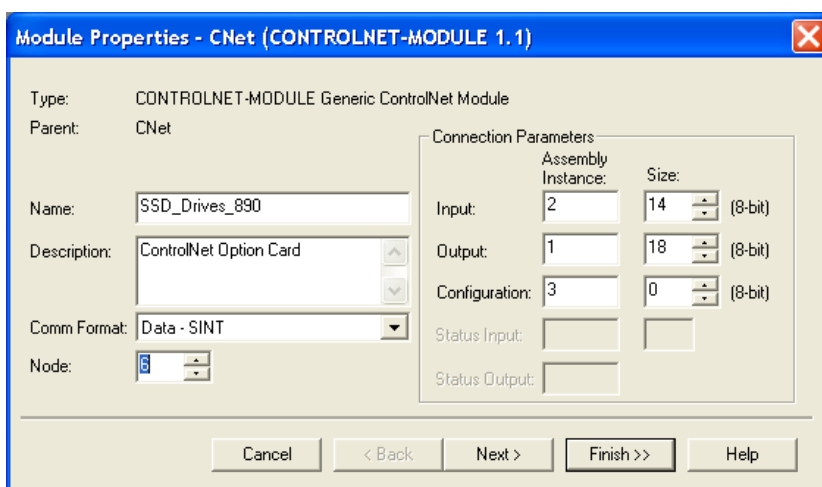 Module Properties - CNet (CONTROLNET-MODULE 1.1)
Type: CONTROLNET-MODULE Generic ControlNet Module
Parent: CNet
Name: SSD_Drives_890
Description: ControlNet Option Card
Comm Format: Data - SINT
Node: 6
Connection Parameters
Assembly Instance: Size:
Input: 2 14 (8-bit)
Output: 1 18 (8-bit)
Configuration: 3 0 (8-bit)
Status Input:
Status Output:
Cancel < Back Next > Finish >> Help